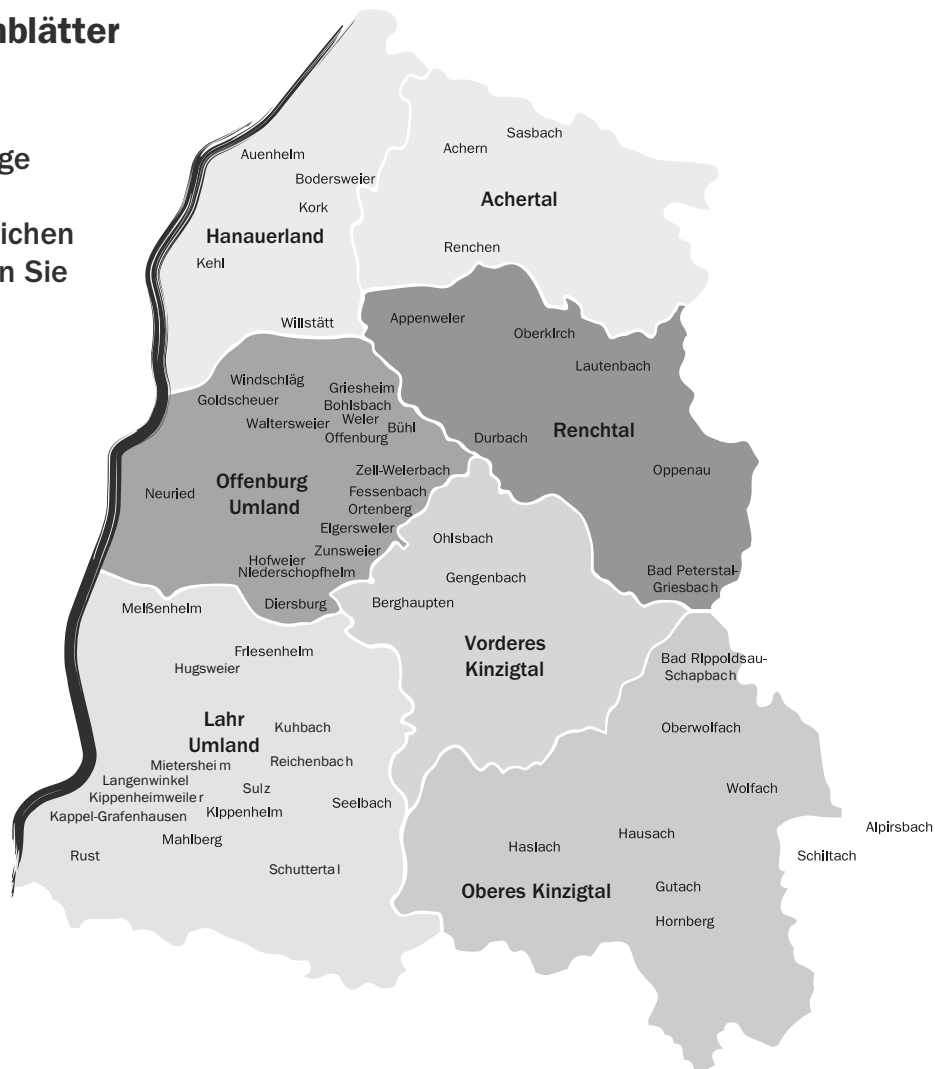 nblätter
ge
ichen
n Sie
Auenheim
Bodersweier
Kork
Hanauerland
Kehl
Willstätt
Sasbach
Achern
Achertal
Renchen
Appenweier
Oberkirch
Lautenbach
Durbach
Renchtal
Oppenau
Bad Peterstal-
Griesbach
Windschläg
Griesheim
Goldscheuer
Bohlsbach
Waltersweier
Weier
Bühl
Offenburg
Zell-Weierbach
Neuried
Offenburg
Umland
Fessenbach
Ortenberg
Elgersweier
Zunsweier
Hofweier
Niederschopfheim
Diersburg
Ohlsbach
Gengenbach
Berghaupten
Vorderes
Kinzigtal
Meißenheim
Friesenheim
Hugsweier
Lahr
Umland
Kuhbach
Mietersheim
Reichenbach
Langenwinkel
Sulz
Kippenheimweiler
Seelbach
Kappel-Grafenhausen
Kippenheim
Mahlberg
Rust
Schuttertal
Bad Rippoldsau-
Schapbach
Oberwolfach
Wolfach
Alpirsbach
Hausach
Haslach
Schiltach
Oberes Kinzigtal
Gutach
Hornberg